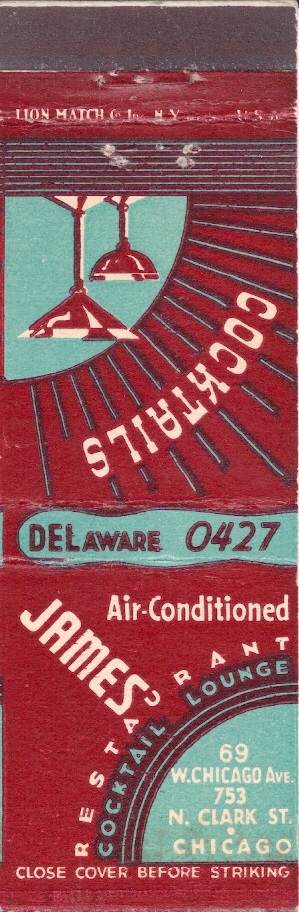 LION MATCH Co. In. N.Y. U.S.A.
COCKTAILS
DELAWARE 0427
Air-Conditioned
JAMES'
RESTAURANT
COCKTAIL LOUNGE
69
W. CHICAGO AVE.
753
N. CLARK ST.
•
CHICAGO
CLOSE COVER BEFORE STRIKING